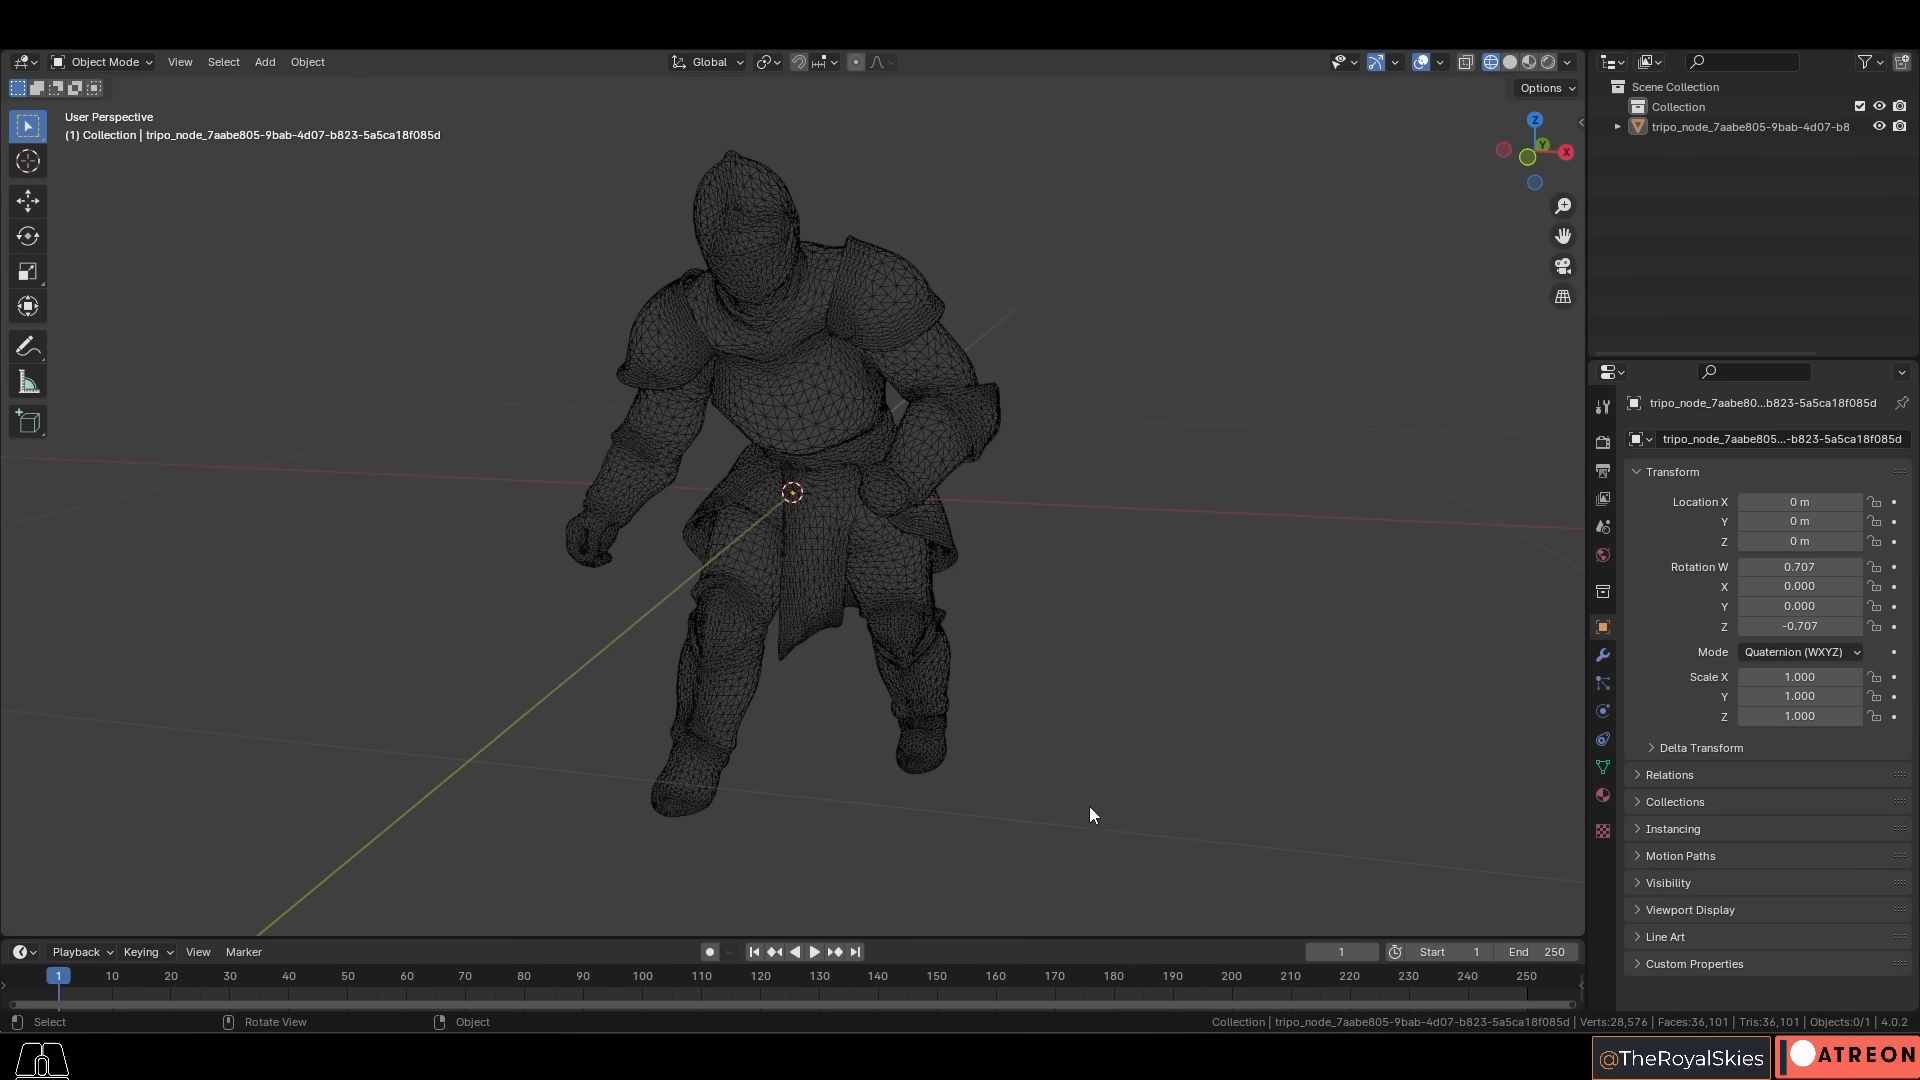 Object Mode View Select Add Object Global
Options
User Perspective
(1) Collection | tripo_node_7aabe805-9bab-4d07-b823-5a5ca18f085d
Z
Y
X
Scene Collection
Collection
tripo_node_7aabe805-9bab-4d07-b8
tripo_node_7aabe80...b823-5a5ca18f085d
tripo_node_7aabe805...-b823-5a5ca18f085d
Transform
Location X 0 m
Y 0 m
Z 0 m
Rotation W 0.707
X 0.000
Y 0.000
Z -0.707
Mode Quaternion (WXYZ)
Scale X 1.000
Y 1.000
Z 1.000
Delta Transform
Relations
Collections
Instancing
Motion Paths
Visibility
Viewport Display
Line Art
Custom Properties
Playback Keying View Marker 1 Start 1 End 250
1 10 20 30 40 50 60 70 80 90 100 110 120 130 140 150 160 170 180 190 200 210 220 230 240 250
Select Rotate View Object Collection | tripo_node_7aabe805-9bab-4d07-b823-5a5ca18f085d | Verts:28,576 | Faces:36,101 | Tris:36,101 | Objects:0/1 | 4.0.2
@TheRoyalSkies ATREON